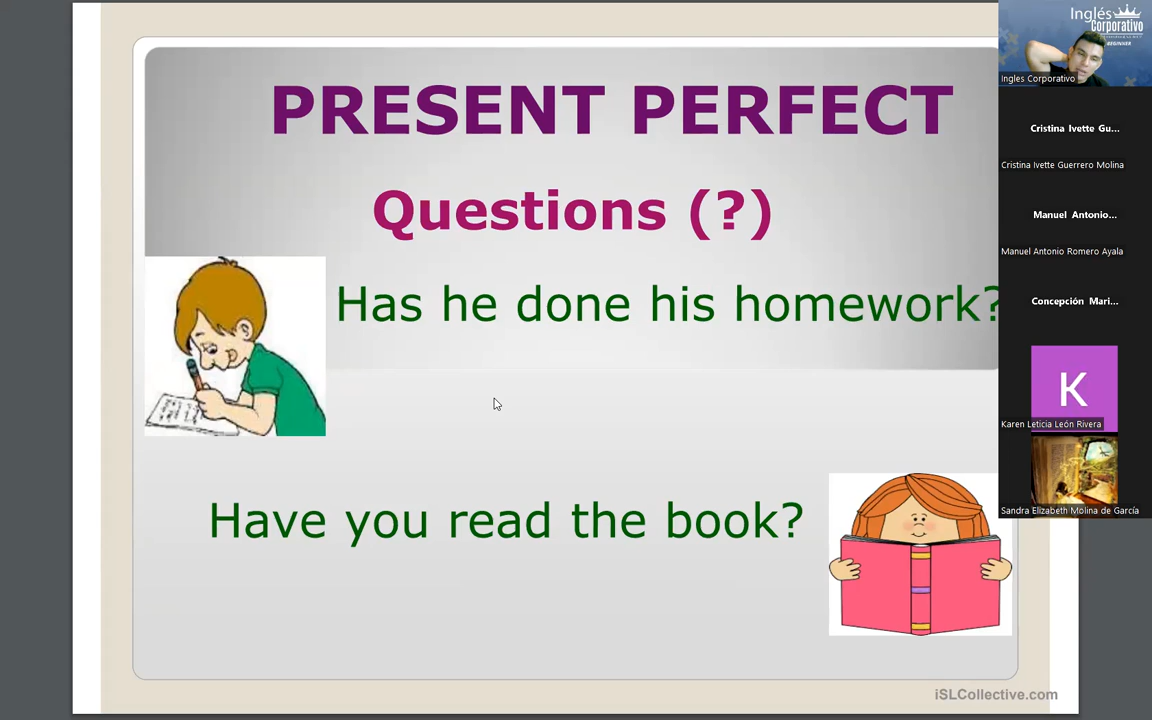 PRESENT PERFECT
Questions (?)
Has he done his homework?
Have you read the book?
iSLCollective.com
Inglés
Corporativo
BEGINNER
Ingles Corporativo
Cristina Ivette Gu...
Cristina Ivette Guerrero Molina
Manuel Antonio...
Manuel Antonio Romero Ayala
Concepción Mari...
K
Karen Leticia León Rivera
Sandra Elizabeth Molina de García